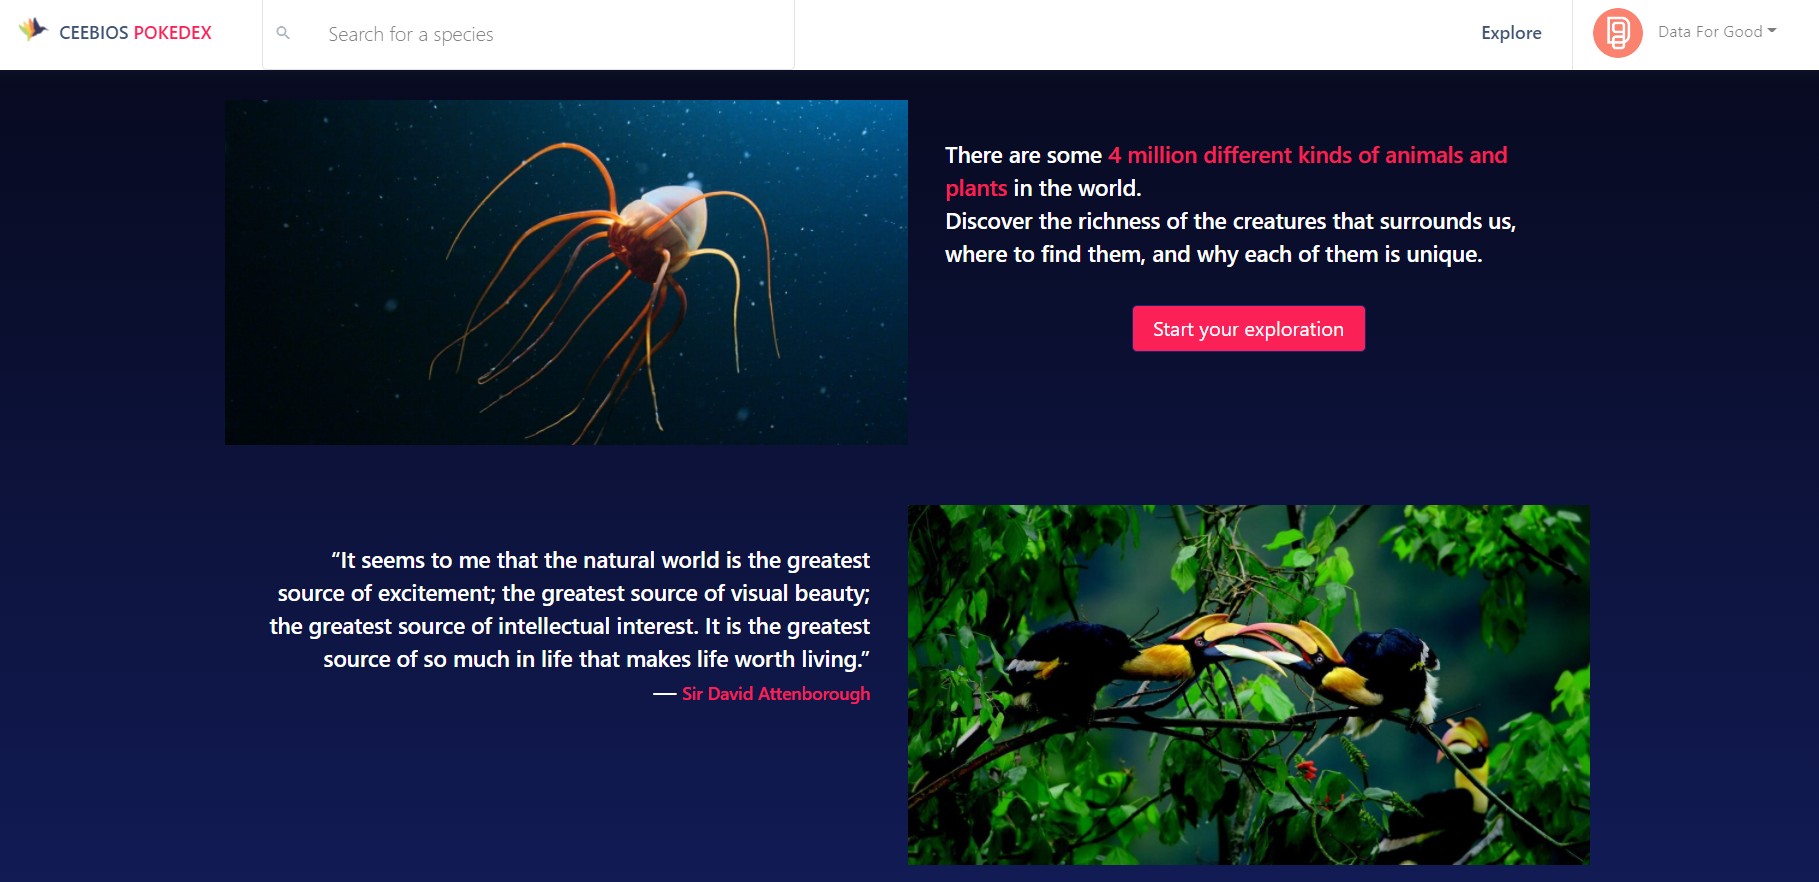 CEEBIOS POKEDEX
Search for a species
Explore
Data For Good
There are some 4 million different kinds of animals and
plants in the world.
Discover the richness of the creatures that surrounds us,
where to find them, and why each of them is unique.
Start your exploration
“It seems to me that the natural world is the greatest
source of excitement; the greatest source of visual beauty;
the greatest source of intellectual interest. It is the greatest
source of so much in life that makes life worth living.”
— Sir David Attenborough